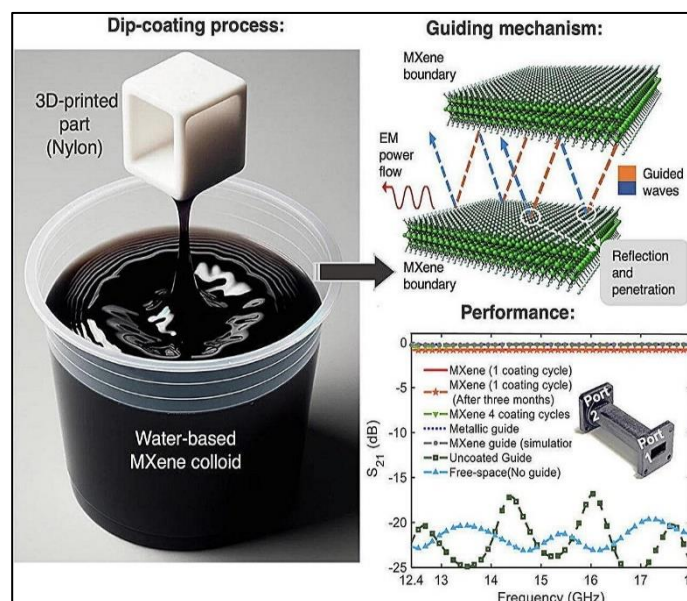 Dip-coating process:
3D-printed
part
(Nylon)
Water-based
MXene colloid
Guiding mechanism:
MXene
boundary
EM
power
flow
Guided
waves
MXene
boundary
Reflection
and
penetration
Performance:
0
-5
-10
-15
-20
-25
S21 (dB)
MXene (1 coating cycle)
MXene (1 coating cycle)
(After three months)
MXene 4 coating cycles
Metallic guide
MXene guide (simulation
Uncoated Guide
Free-space(No guide)
Port
2
Port
1
12.4 13 14 15 16 17
Frequency (GHz)